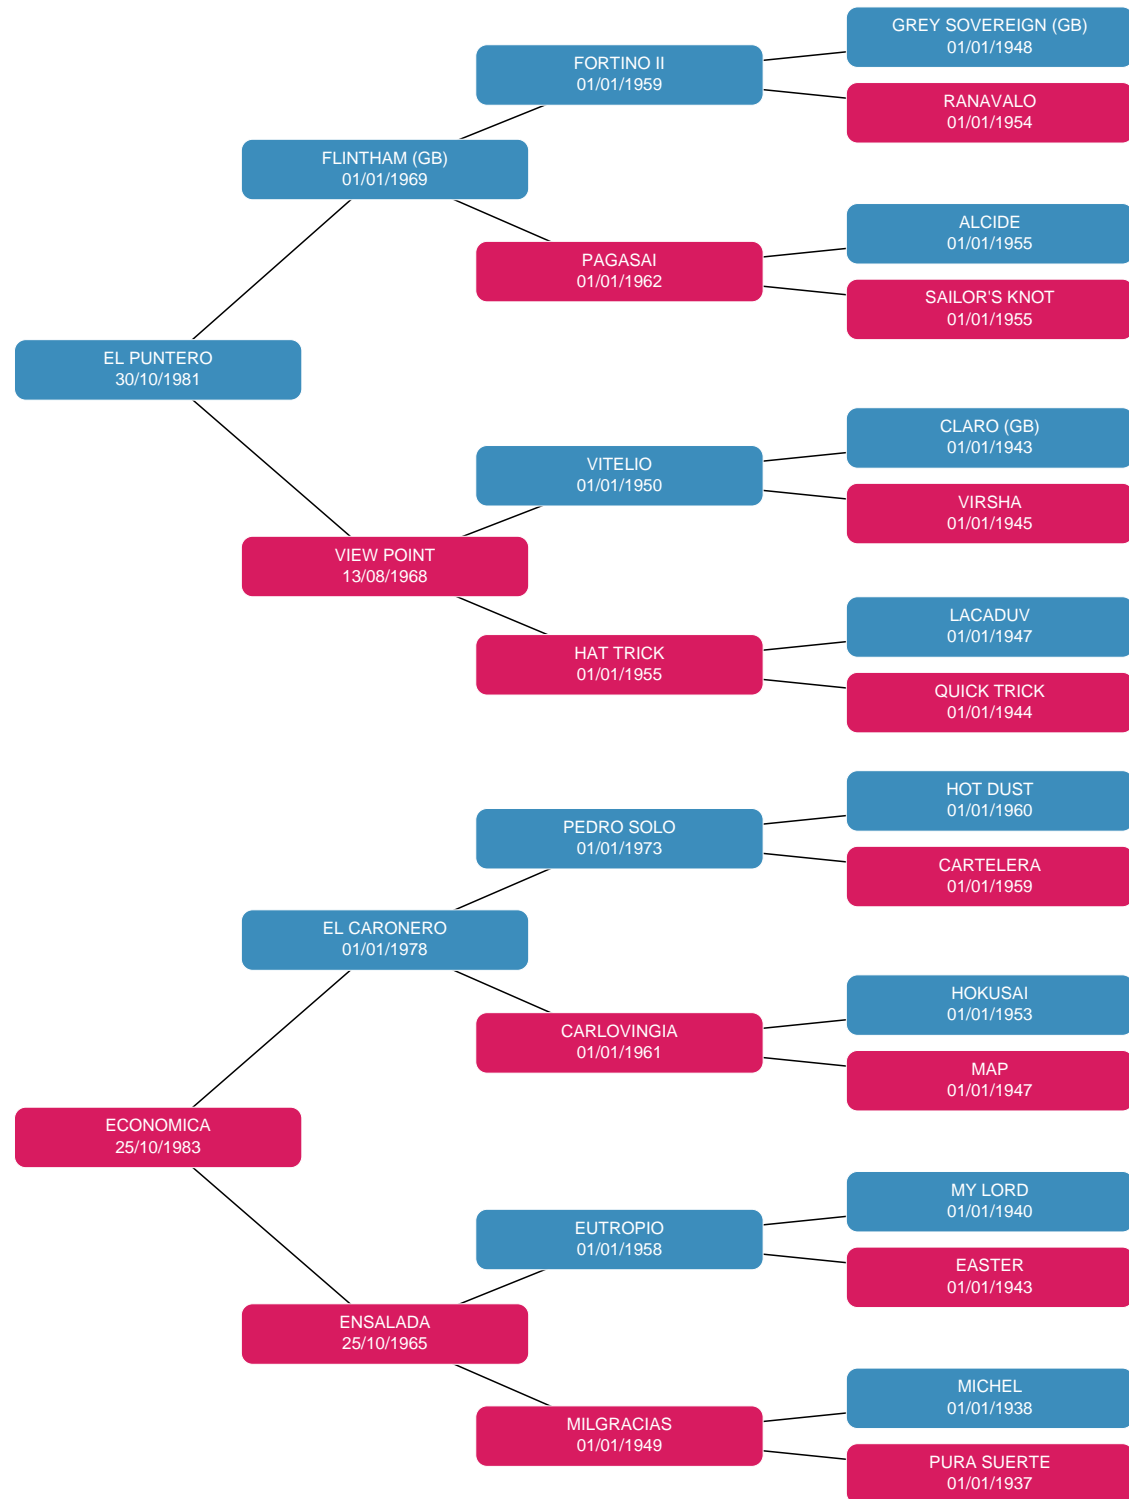 GREY SOVEREIGN (GB)
01/01/1948
FORTINO II
01/01/1959
RANAVALO
01/01/1954
FLINTHAM (GB)
01/01/1969
ALCIDE
01/01/1955
PAGASAI
01/01/1962
SAILOR'S KNOT
01/01/1955
EL PUNTERO
30/10/1981
CLARO (GB)
01/01/1943
VITELIO
01/01/1950
VIRSHA
01/01/1945
VIEW POINT
13/08/1968
LACADUV
01/01/1947
HAT TRICK
01/01/1955
QUICK TRICK
01/01/1944
HOT DUST
01/01/1960
PEDRO SOLO
01/01/1973
CARTELERA
01/01/1959
EL CARONERO
01/01/1978
HOKUSAI
01/01/1953
CARLOVINGIA
01/01/1961
MAP
01/01/1947
ECONOMICA
25/10/1983
MY LORD
01/01/1940
EUTROPIO
01/01/1958
EASTER
01/01/1943
ENSALADA
25/10/1965
MICHEL
01/01/1938
MILGRACIAS
01/01/1949
PURA SUERTE
01/01/1937